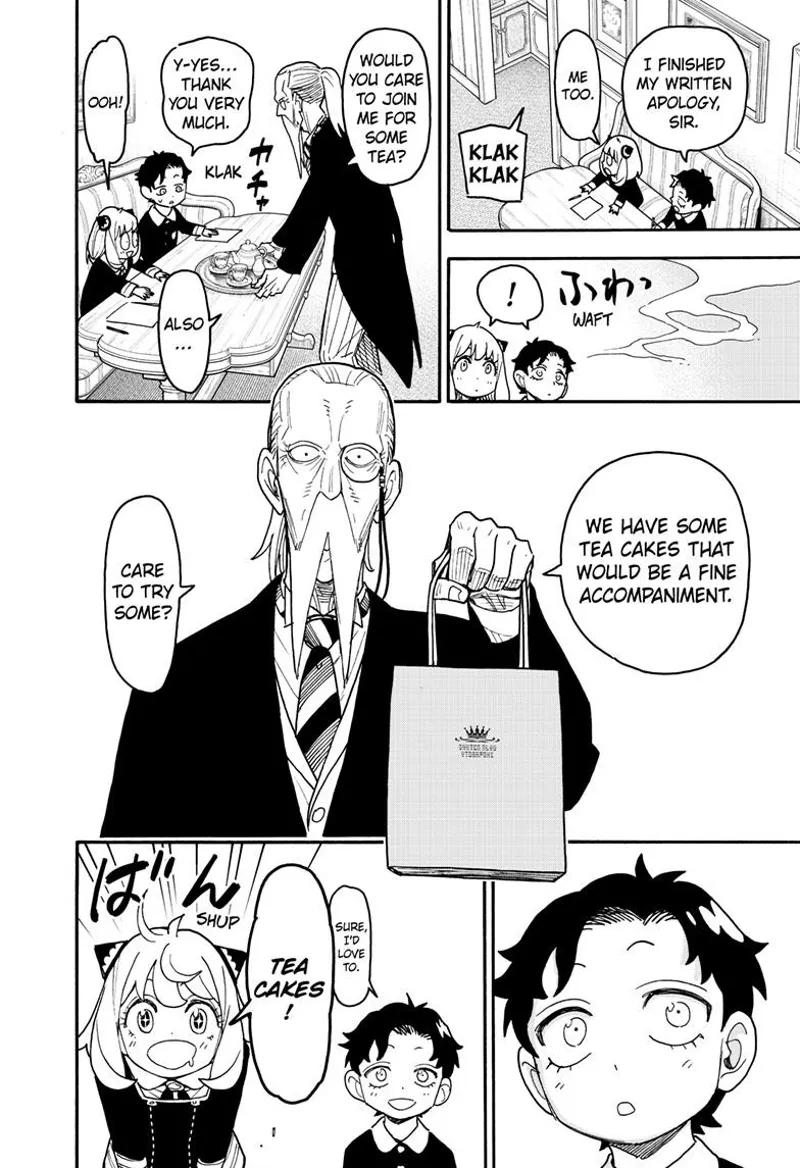 I FINISHED
MY WRITTEN
APOLOGY,
SIR.
ME
TOO.
KLAK
KLAK
ふわっ
WAFT
!
WOULD
YOU CARE
TO JOIN
ME FOR
SOME
TEA?
Y-YES...
THANK
YOU VERY
MUCH.
OOH!
カチャ
KLAK
ALSO
...
WE HAVE SOME
TEA CAKES THAT
WOULD BE A FINE
ACCOMPANIMENT.
CARE
TO TRY
SOME?
SURE,
I'D
LOVE
TO.
TEA
CAKES
!
ばん
SHUP